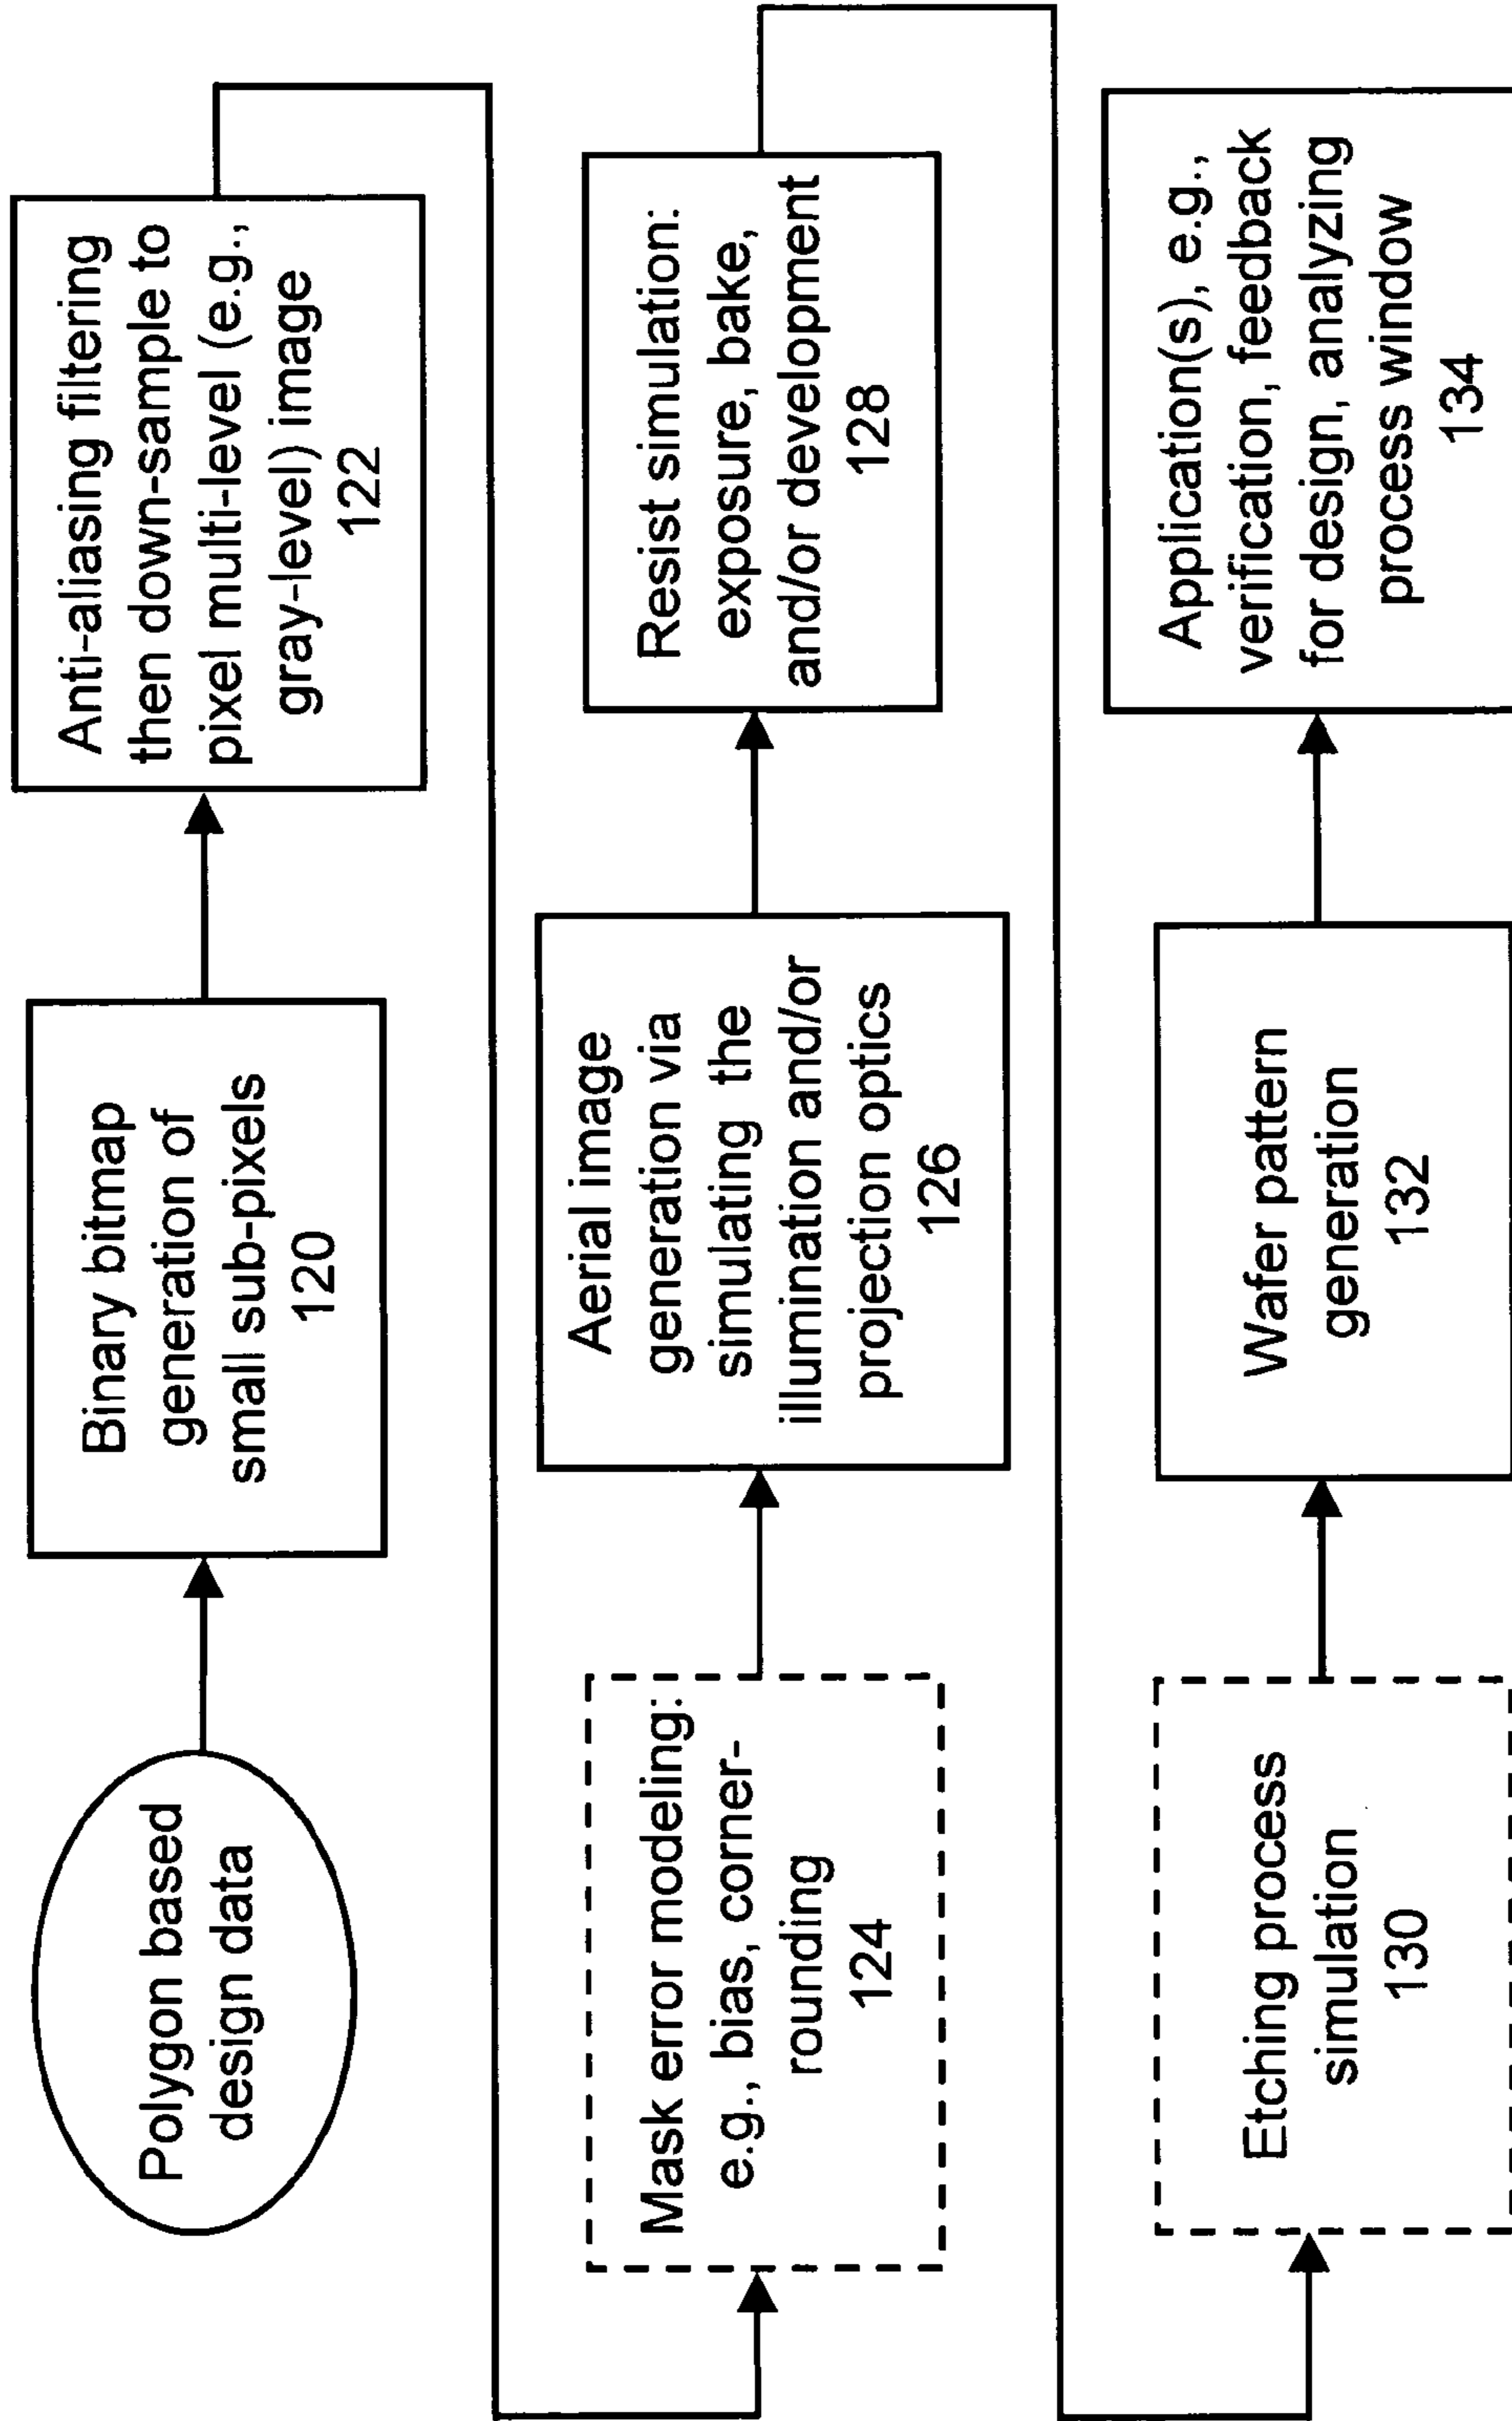 Polygon based
design data
Binary bitmap
generation of
small sub-pixels
120
Anti-aliasing filtering
then down-sample to
pixel multi-level (e.g.,
gray-level) image
122
Mask error modeling:
e.g., bias, corner-
rounding
124
Aerial image
generation via
simulating the
illumination and/or
projection optics
126
Resist simulation:
exposure, bake,
and/or development
128
Etching process
simulation
130
Wafer pattern
generation
132
Application(s), e.g.,
verification, feedback
for design, analyzing
process window
134